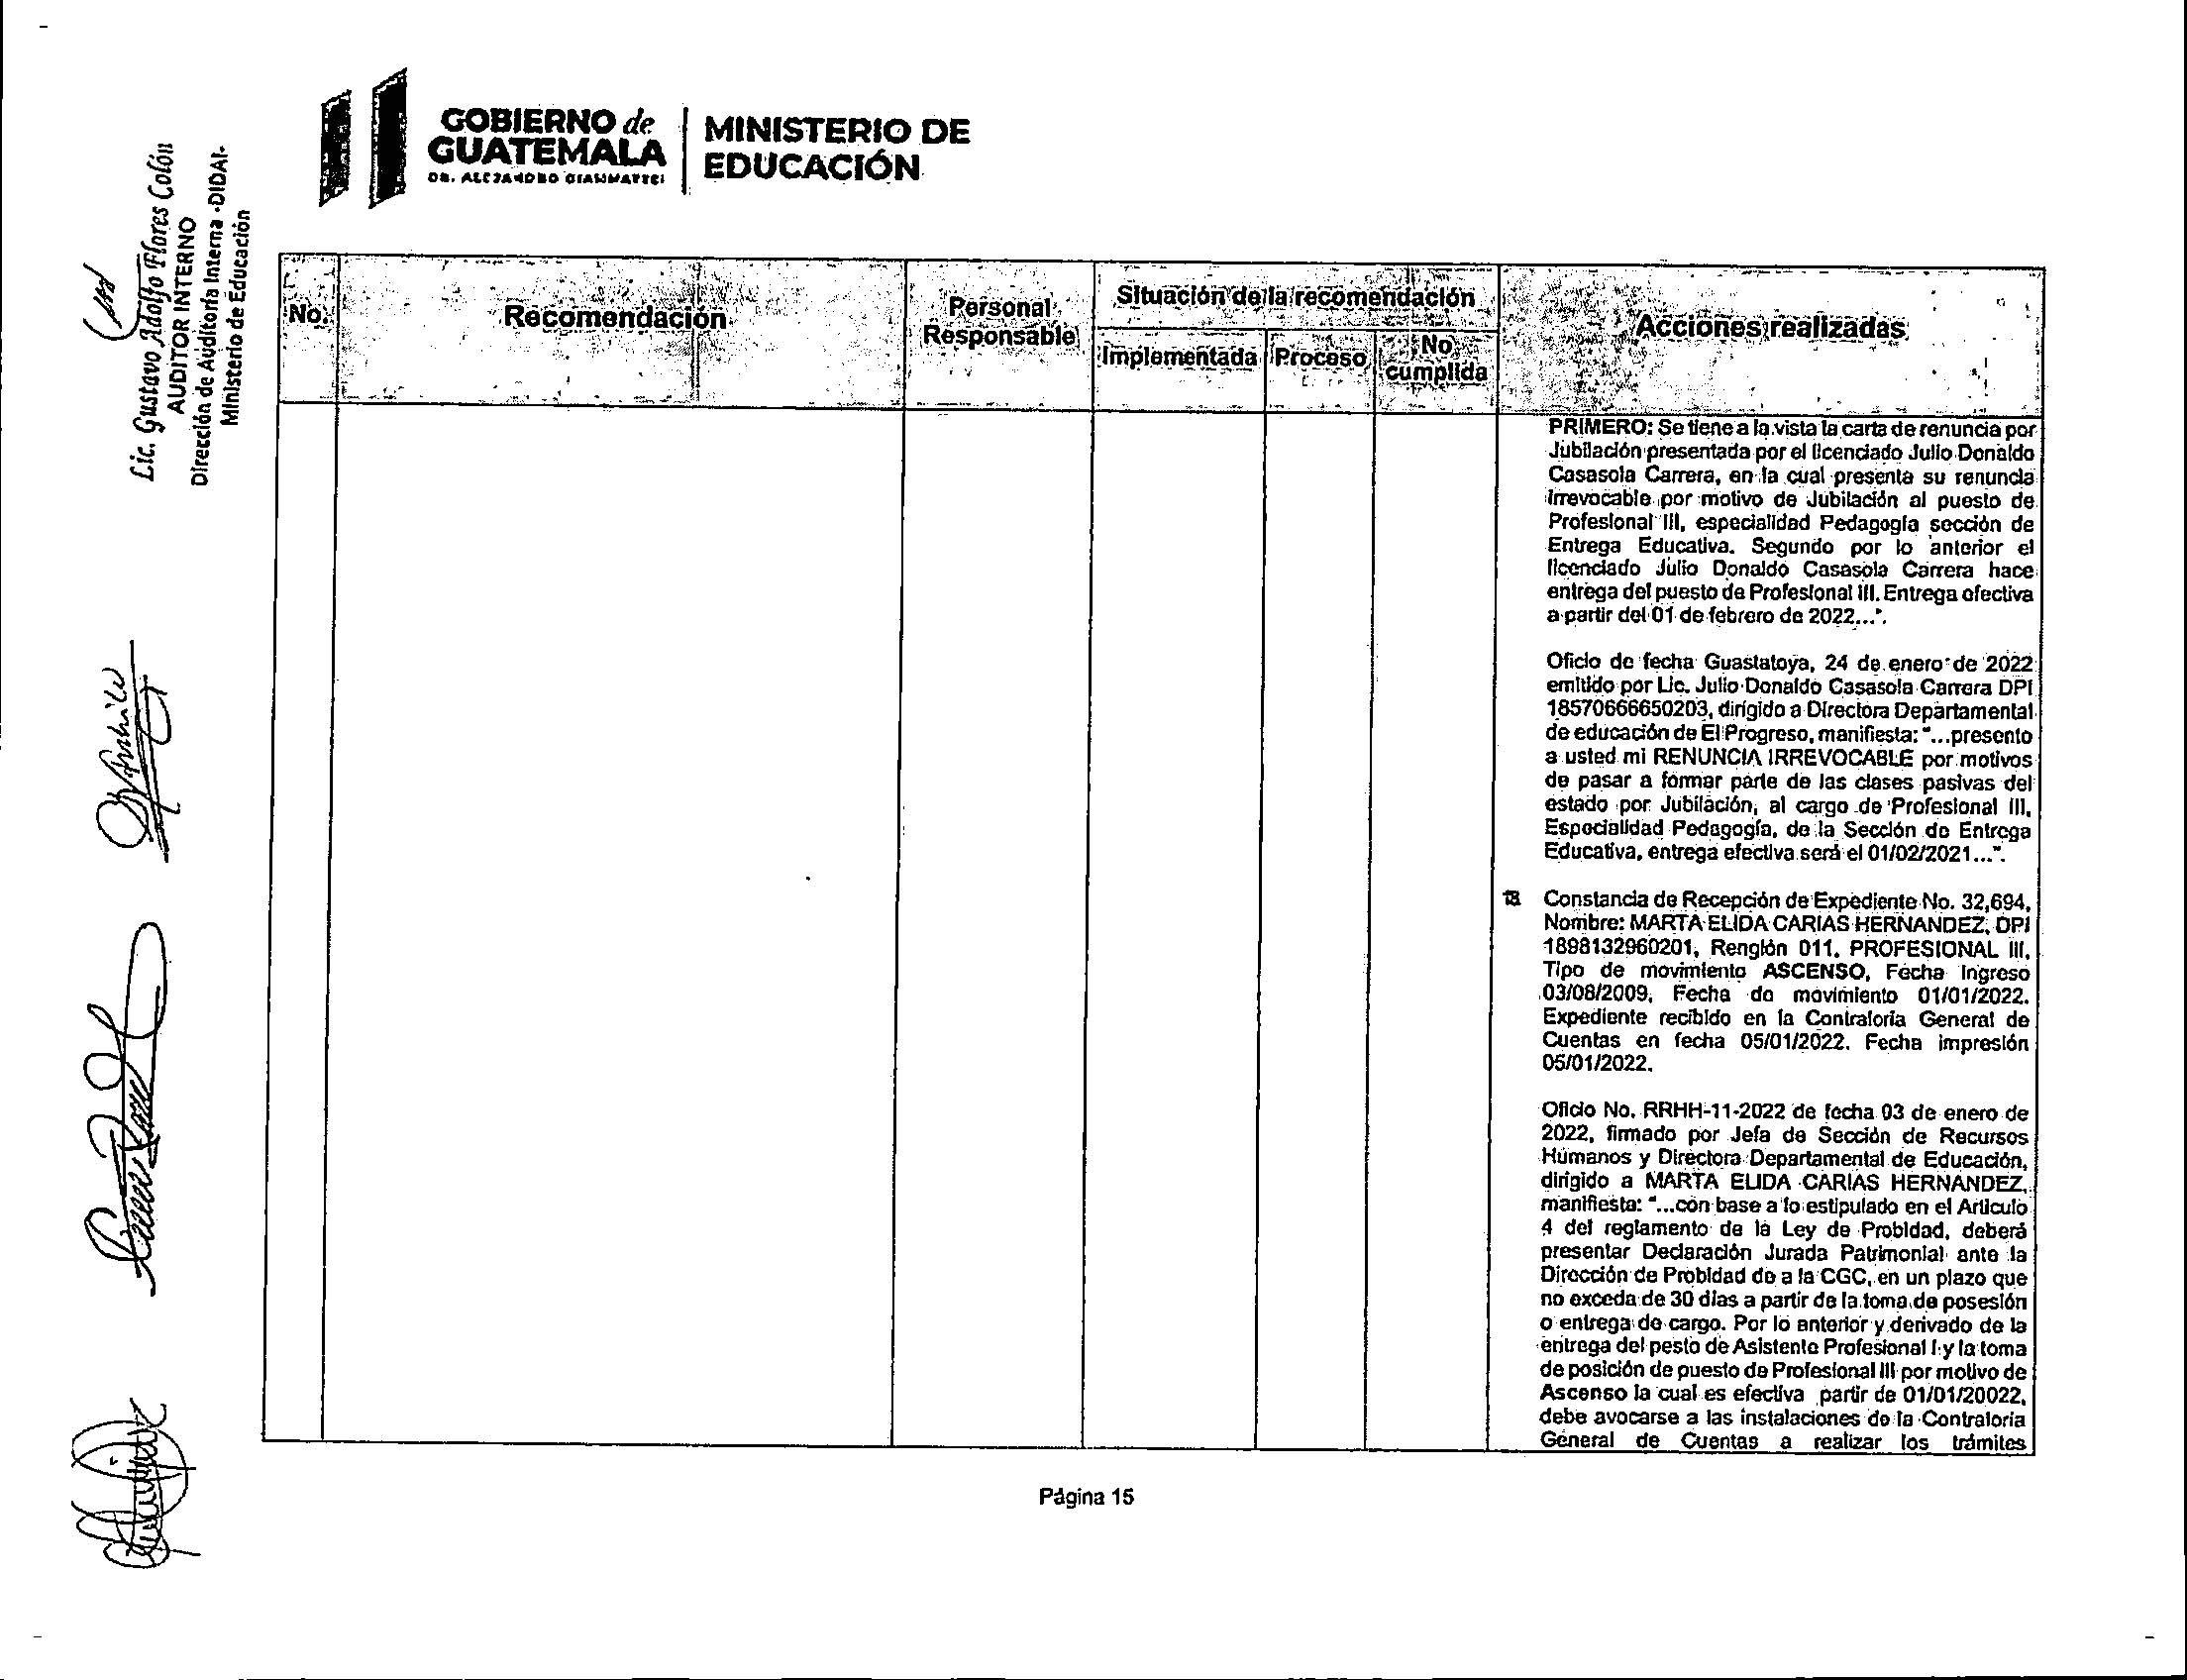 GOBIERNO de
GUATEMALA
DR. ALEJANDRO GIAMMATTEI
MINISTERIO DE
EDUCACIÓN
Lic. Gustavo Adolfo Flores Colón
AUDITOR INTERNO
Dirección de Auditoría Interna -DIDAI-
Ministerio de Educación
No.
Recomendación
Personal
Responsable
Situación de la recomendación
Implementada
Proceso
No
cumplida
Acciones realizadas
PRIMERO: Se tiene a la vista la carta de renuncia por
Jubilación presentada por el licenciado Julio Donaldo
Casasola Carrera, en la cual presenta su renuncia
Irrevocable por motivo de Jubilación al puesto de
Profesional III, especialidad Pedagogía sección de
Entrega Educativa. Segundo por lo anterior el
licenciado Julio Donaldo Casasola Carrera hace
entrega del puesto de Profesional III. Entrega efectiva
a partir del 01 de febrero de 2022...".
Oficio de fecha Guastatoya, 24 de enero de 2022
emitido por Lic. Julio Donaldo Casasola Carrera DPI
18570666650203, dirigido a Directora Departamental
de educación de El Progreso, manifiesta: "...presento
a usted mi RENUNCIA IRREVOCABLE por motivos
de pasar a formar parte de las clases pasivas del
estado por Jubilación, al cargo de Profesional III,
Especialidad Pedagogía, de la Sección de Entrega
Educativa, entrega efectiva será el 01/02/2021...".
13 Constancia de Recepción de Expediente No. 32,694,
Nombre: MARTA ELIDA CARIAS HERNANDEZ, DPI
1898132960201, Renglón 011. PROFESIONAL III,
Tipo de movimiento ASCENSO, Fecha Ingreso
03/08/2009, Fecha do movimiento 01/01/2022.
Expediente recibido en la Contraloría General de
Cuentas en fecha 05/01/2022. Fecha impresión
05/01/2022.
Oficio No. RRHH-11-2022 de fecha 03 de enero de
2022, firmado por Jefa de Sección de Recursos
Humanos y Directora Departamental de Educación,
dirigido a MARTA ELIDA CARIAS HERNANDEZ,
manifiesta: "...con base a lo estipulado en el Artículo
4 del reglamento de la Ley de Probidad, deberá
presentar Declaración Jurada Patrimonial ante la
Dirección de Probidad de a la CGC, en un plazo que
no exceda de 30 días a partir de la toma de posesión
o entrega de cargo. Por lo anterior y derivado de la
entrega del pesto de Asistente Profesional I y la toma
de posición de puesto de Profesional III por motivo de
Ascenso la cual es efectiva partir de 01/01/20022,
debe avocarse a las instalaciones de la Contraloría
General de Cuentas a realizar los trámites
Página 15